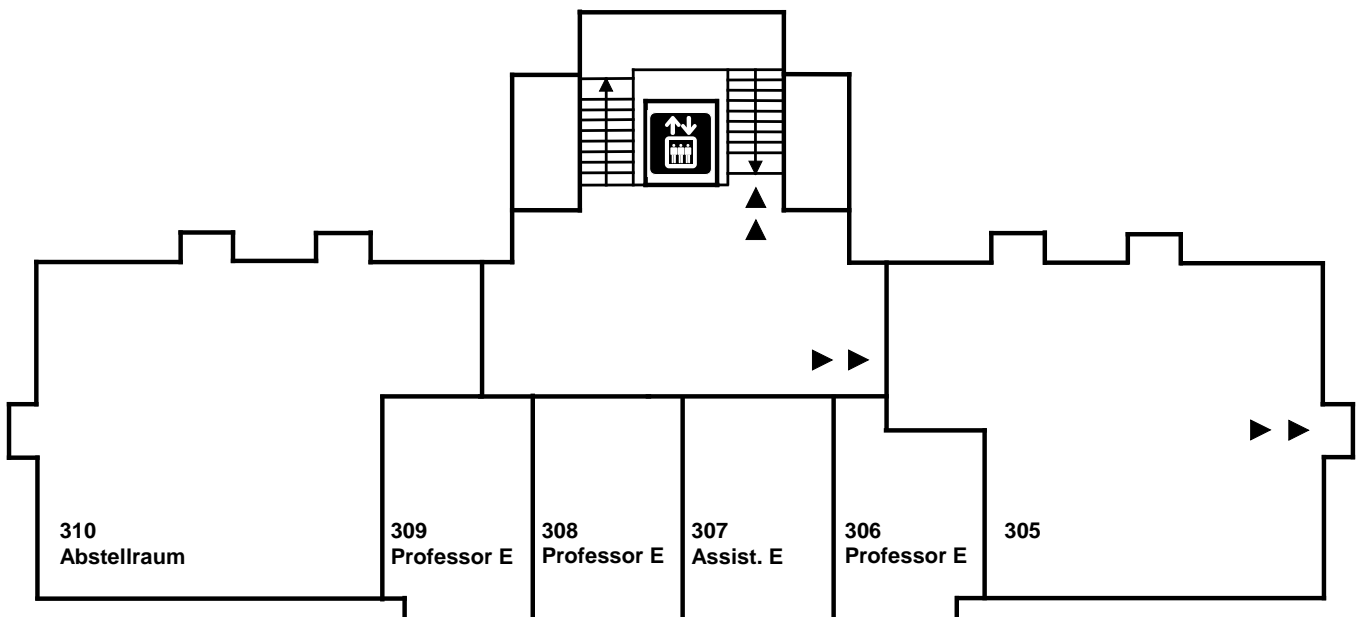 310
Abstellraum
309
Professor E
308
Professor E
307
Assist. E
306
Professor E
305